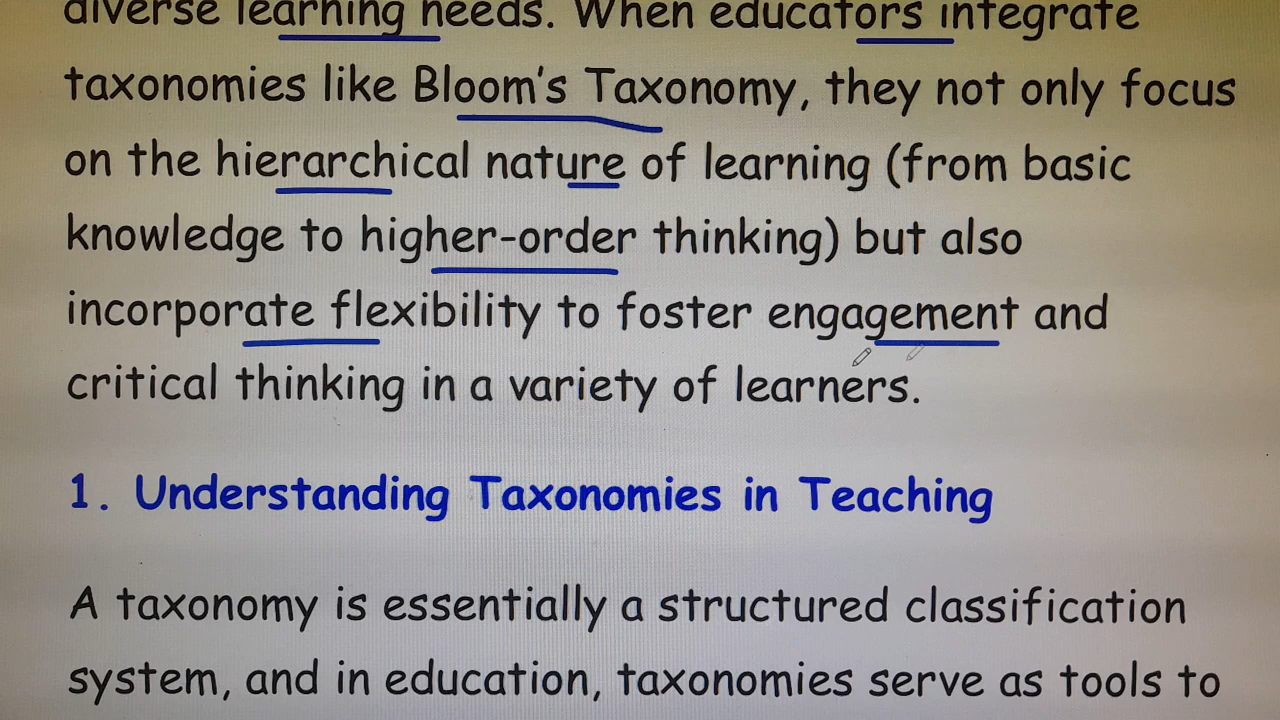 diverse learning needs. When educators integrate
taxonomies like Bloom's Taxonomy, they not only focus
on the hierarchical nature of learning (from basic
knowledge to higher-order thinking) but also
incorporate flexibility to foster engagement and
critical thinking in a variety of learners.
1. Understanding Taxonomies in Teaching
A taxonomy is essentially a structured classification
system, and in education, taxonomies serve as tools to